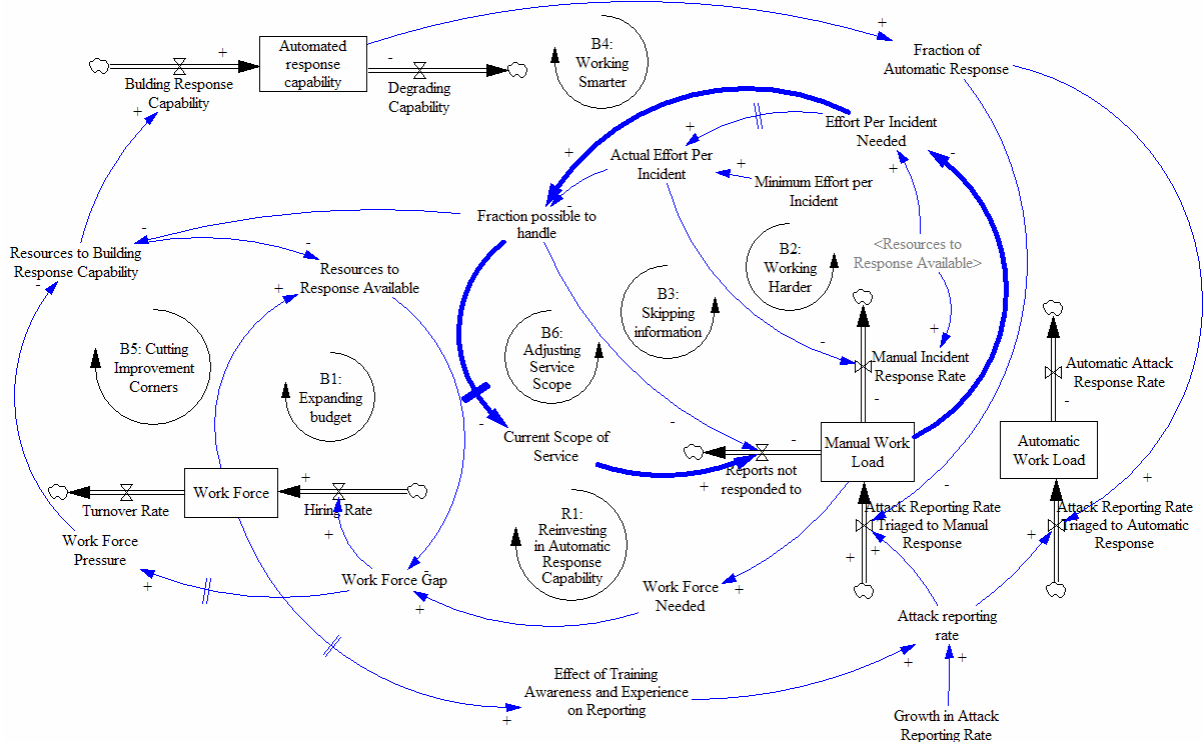 Automated
response
capability
B4:
Working
Smarter
Fraction of
Automatic Response
Bulding Response
Capability
Degrading
Capability
Effort Per Incident
Needed
Actual Effort Per
Incident
Minimum Effort per
Incident
Fraction possible to
handle
Resources to Building
Response Capability
Resources to
Response Available
<Resources to
Response Available>
B2:
Working
Harder
B3:
Skipping
information
B6:
Adjusting
Service
Scope
B5: Cutting
Improvement
Corners
B1:
Expanding
budget
Manual Incident
Response Rate
Automatic Attack
Response Rate
Current Scope of
Service
Manual Work
Load
Automatic
Work Load
Reports not
responded to
Work Force
Turnover Rate
Hiring Rate
Attack Reporting Rate
Triaged to Manual
Response
Attack Reporting Rate
Triaged to Automatic
Response
R1:
Reinvesting
in Automatic
Response
Capability
Work Force
Pressure
Work Force Gap
Work Force
Needed
Attack reporting
rate
Effect of Training
Awareness and Experience
on Reporting
Growth in Attack
Reporting Rate